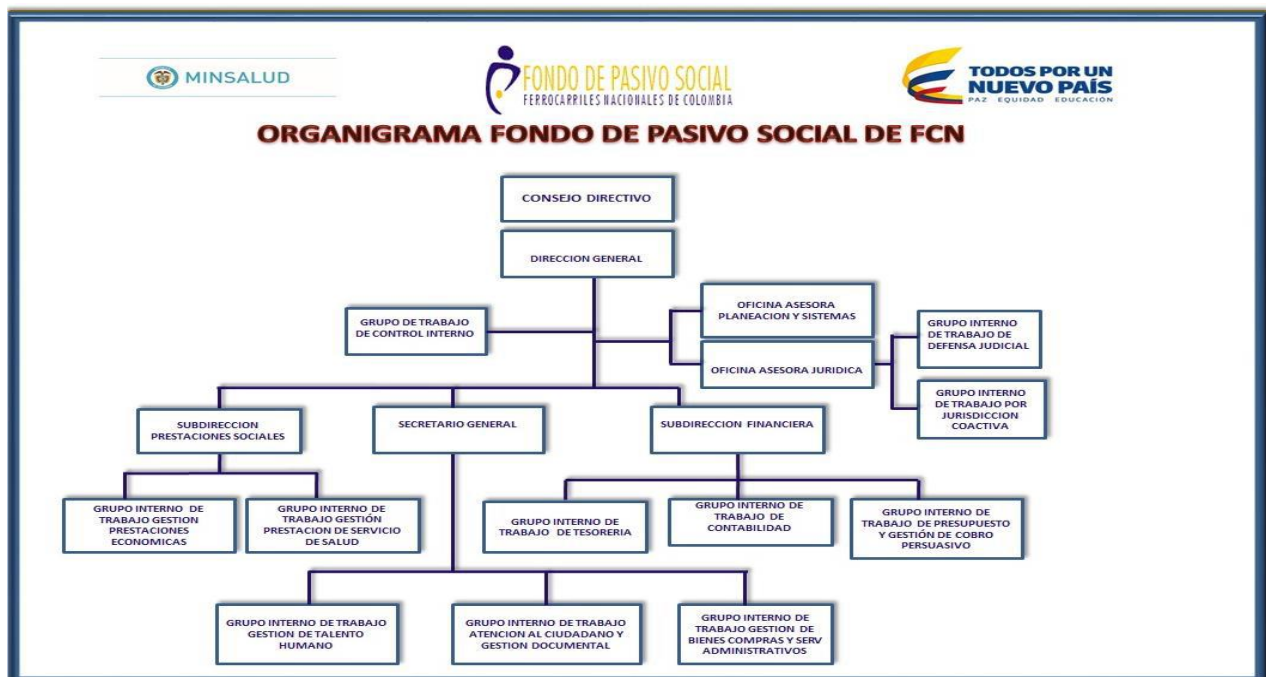 MINSALUD
FONDO DE PASIVO SOCIAL
FERROCARRILES NACIONALES DE COLOMBIA
TODOS POR UN
NUEVO PAÍS
PAZ EQUIDAD EDUCACIÓN
ORGANIGRAMA FONDO DE PASIVO SOCIAL DE FCN
CONSEJO DIRECTIVO
DIRECCION GENERAL
GRUPO DE TRABAJO
DE CONTROL INTERNO
OFICINA ASESORA
PLANEACION Y SISTEMAS
OFICINA ASESORA JURIDICA
GRUPO INTERNO
DE TRABAJO DE
DEFENSA JUDICIAL
GRUPO INTERNO
DE TRABAJO POR
JURISDICCION
COACTIVA
SUBDIRECCION
PRESTACIONES SOCIALES
SECRETARIO GENERAL
SUBDIRECCION FINANCIERA
GRUPO INTERNO DE
TRABAJO GESTION
PRESTECIONES
ECONOMICAS
GRUPO INTERNO DE
TRABAJO GESTIÓN
PRESTACION DE SERVICIO
DE SALUD
GRUPO INTERNO DE
TRABAJO DE TESORERIA
GRUPO INTERNO DE
TRABAJO DE
CONTABILIDAD
GRUPO INTERNO DE
TRABAJO DE PRESUPUESTO
Y GESTIÓN DE COBRO
PERSUASIVO
GRUPO INTERNO DE TRABAJO
GESTION DE TALENTO
HUMANO
GRUPO INTERNO DE TRABAJO
ATENCION AL CIUDADANO Y
GESTION DOCUMENTAL
GRUPO INTERNO DE
TRABAJO GESTION DE
BIENES COMPRAS Y SERV
ADMINISTRATIVOS